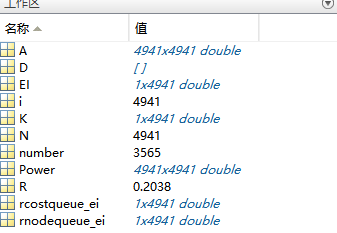 工作区
名称 值
A 4941x4941 double
D []
EI 1x4941 double
i 4941
K 1x4941 double
N 4941
number 3565
Power 4941x4941 double
R 0.2038
rcostqueue_ei 1x4941 double
rnodequeue_ei 1x4941 double